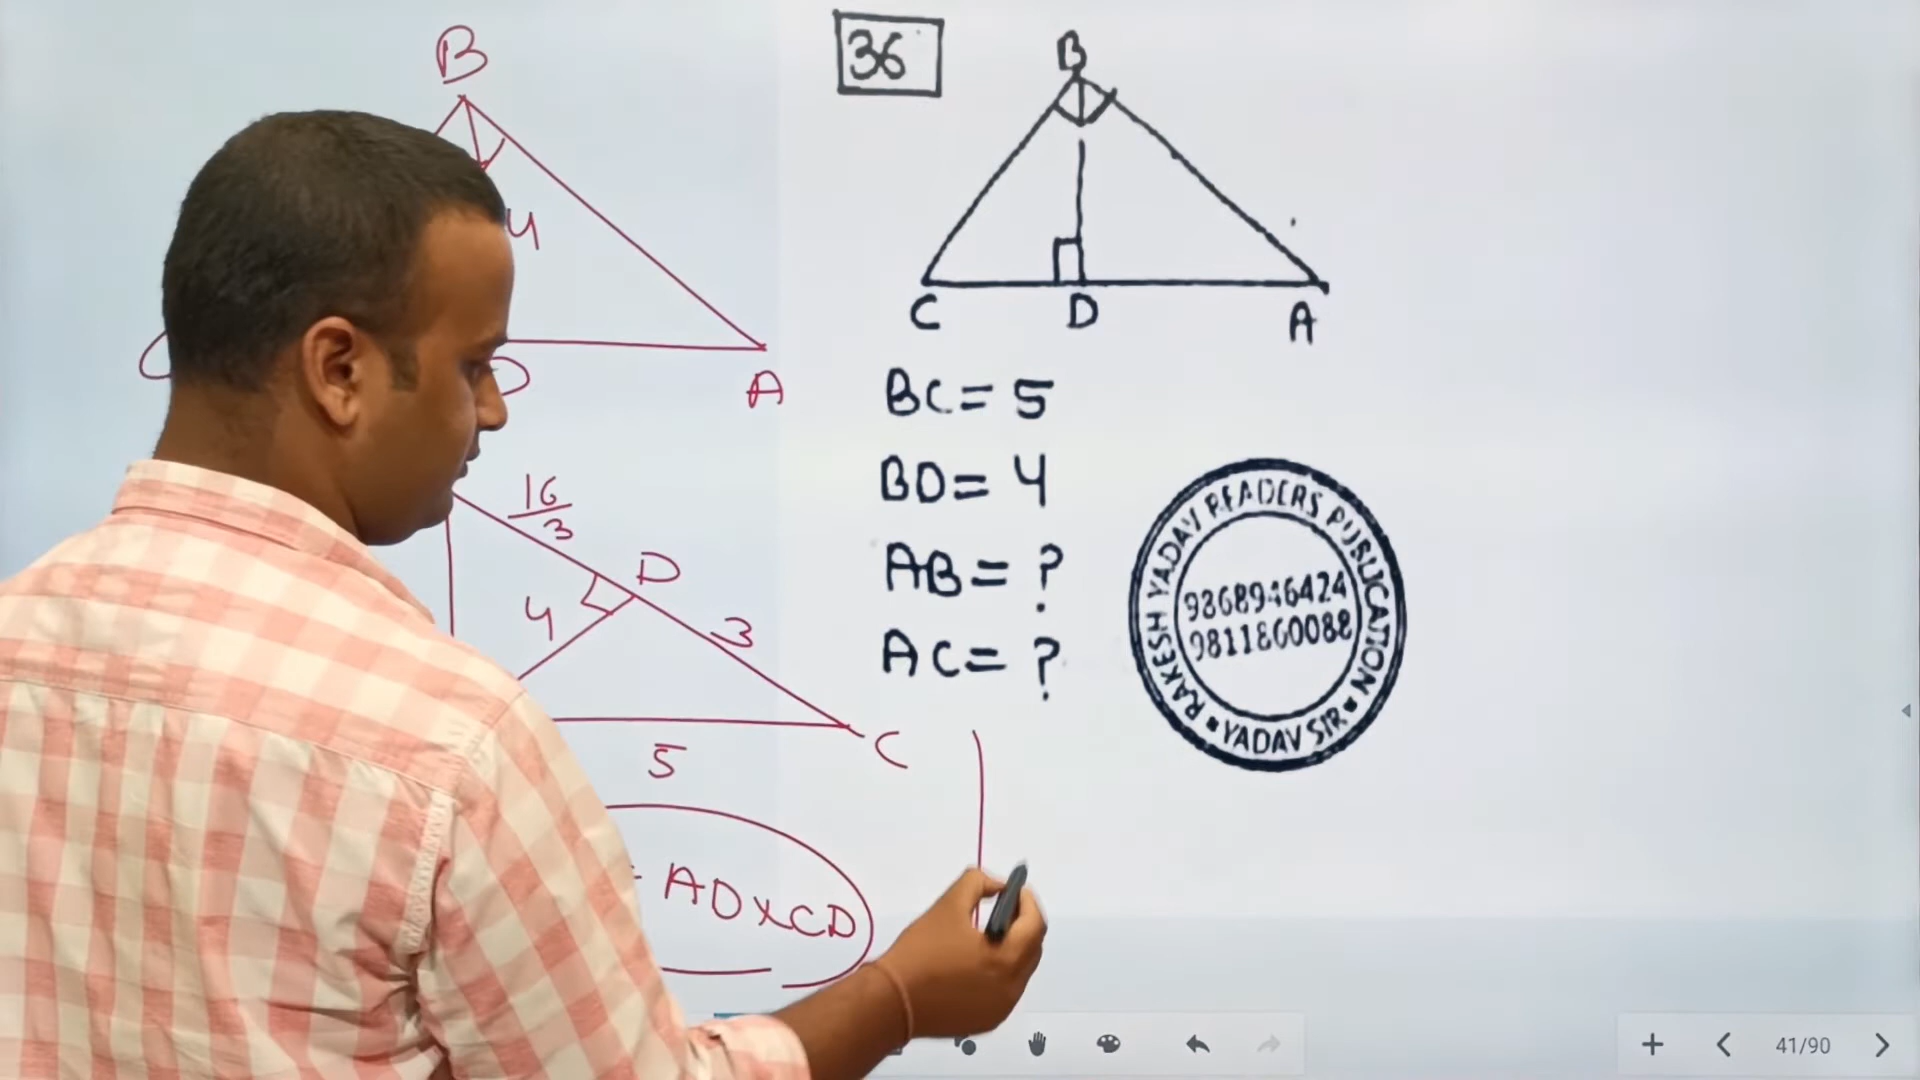 B
4
A
16
3
D
4
3
5
C
= AD×CD
36
B
C D A
BC = 5
BD = 4
AB = ?
AC = ?
RAKESH YADAV READERS PUBLICATION
9868946424
9811860088
YADAV SIR
41/90